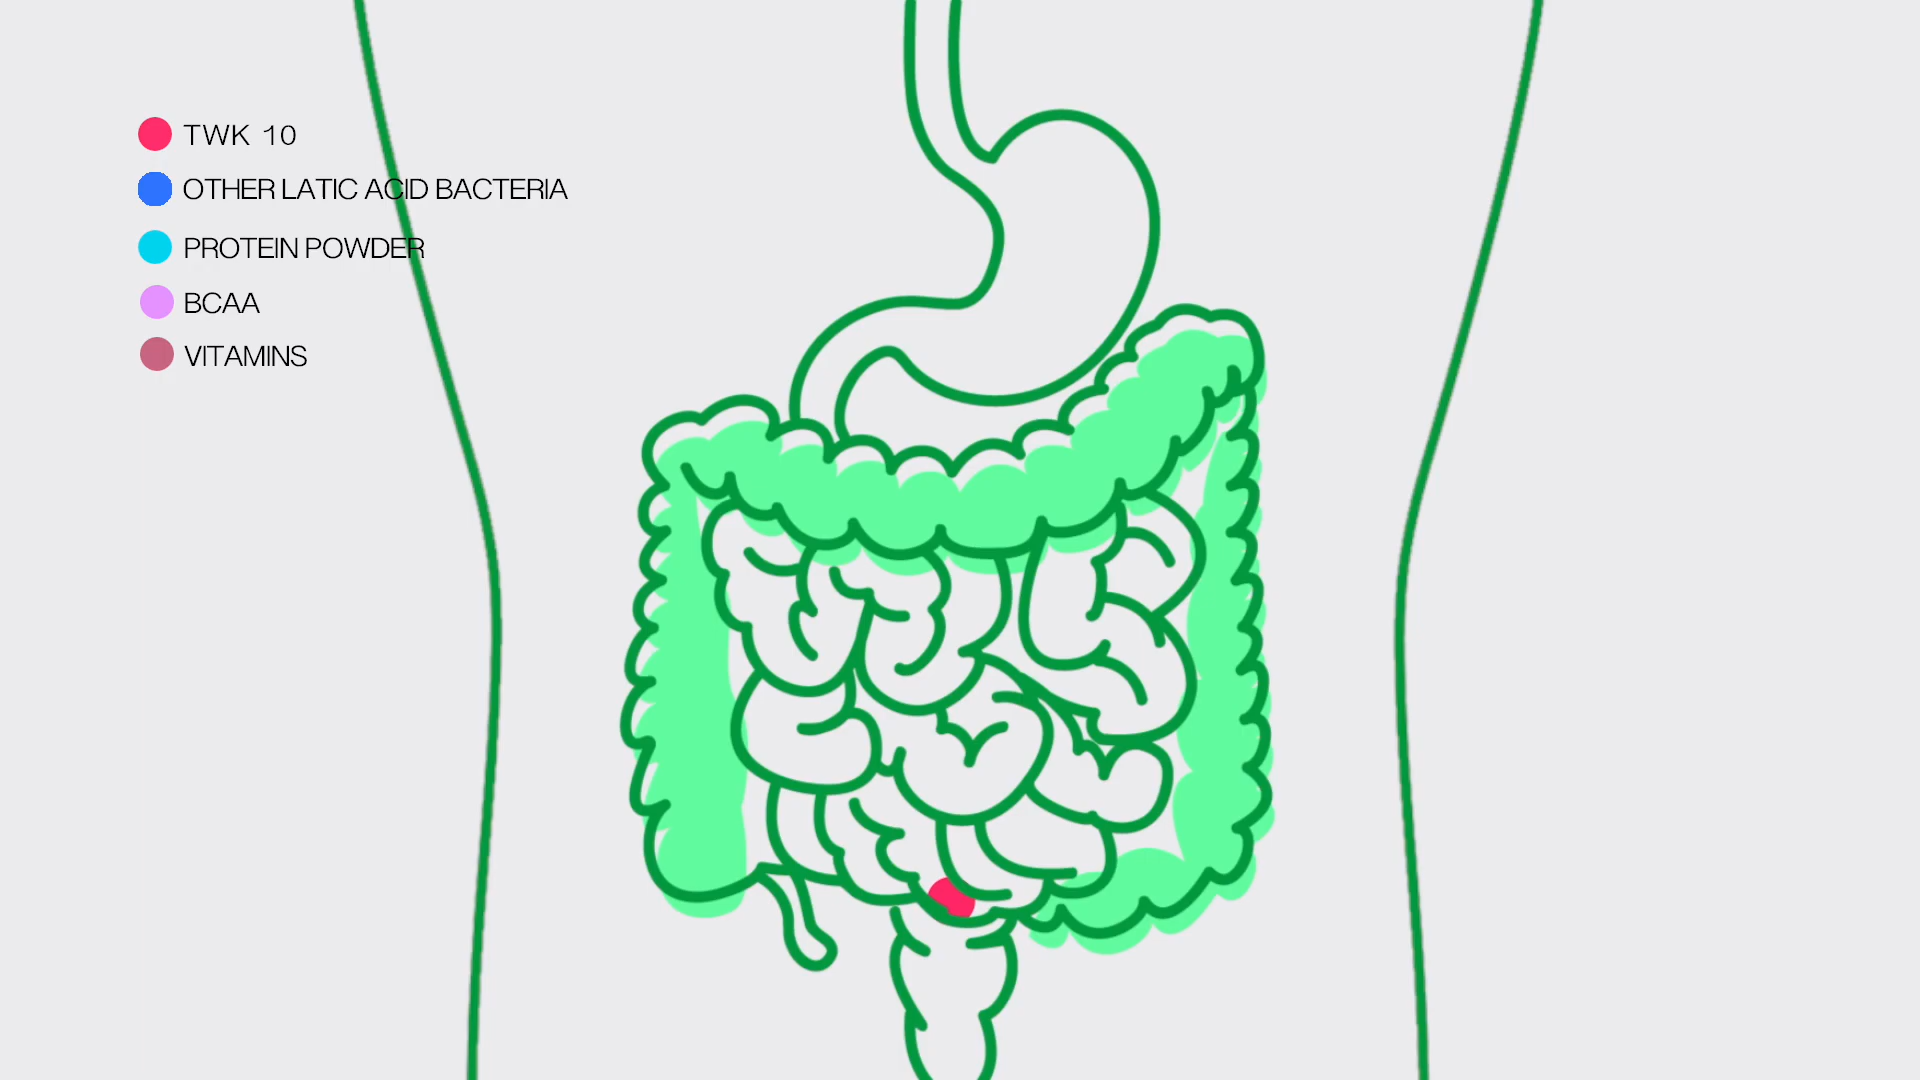 TWK 10
OTHER LATIC ACID BACTERIA
PROTEIN POWDER
BCAA
VITAMINS